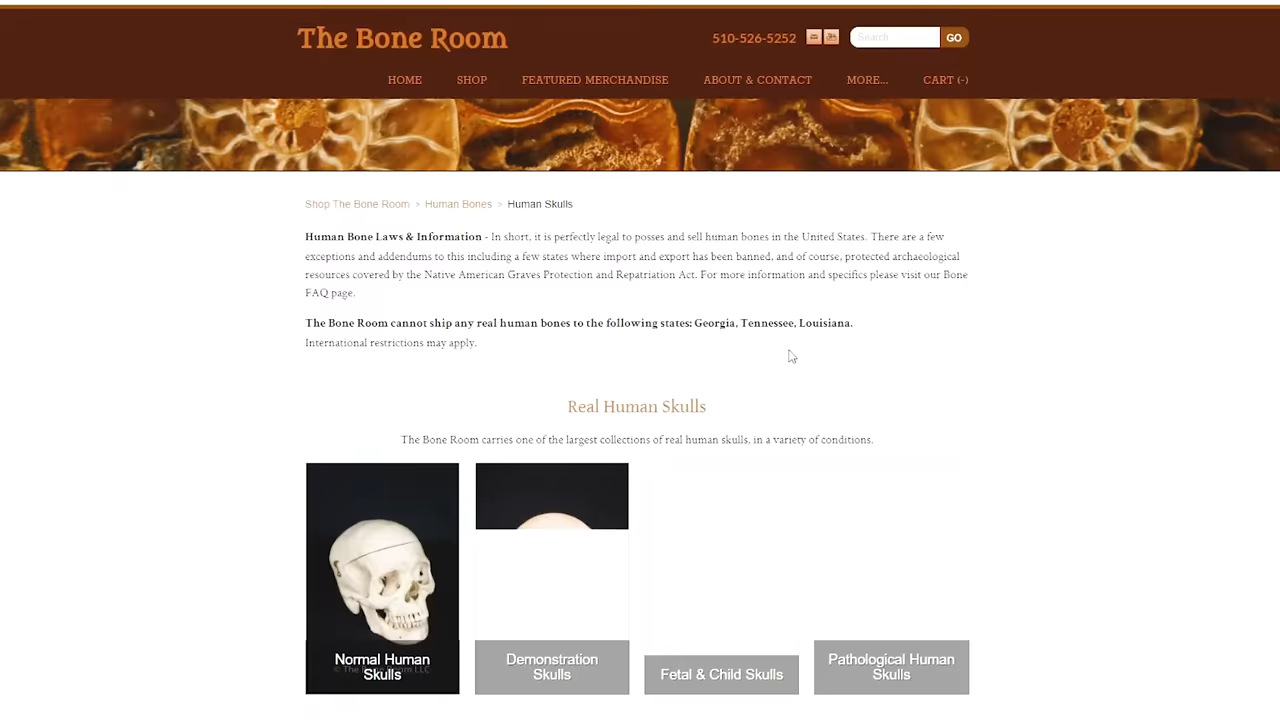 The Bone Room
510-526-5252
Search
GO
HOME
SHOP
FEATURED MERCHANDISE
ABOUT & CONTACT
MORE...
CART (-)
Shop The Bone Room > Human Bones > Human Skulls
Human Bone Laws & Information - In short, it is perfectly legal to posses and sell human bones in the United States. There are a few
exceptions and addendums to this including a few states where import and export has been banned, and of course, protected archaeological
resources covered by the Native American Graves Protection and Repatriation Act. For more information and specifics please visit our Bone
FAQ page.
The Bone Room cannot ship any real human bones to the following states: Georgia, Tennessee, Louisiana.
International restrictions may apply.
Real Human Skulls
The Bone Room carries one of the largest collections of real human skulls, in a variety of conditions.
Normal Human
Skulls
© The Bone Room LLC
Demonstration
Skulls
Fetal & Child Skulls
Pathological Human
Skulls